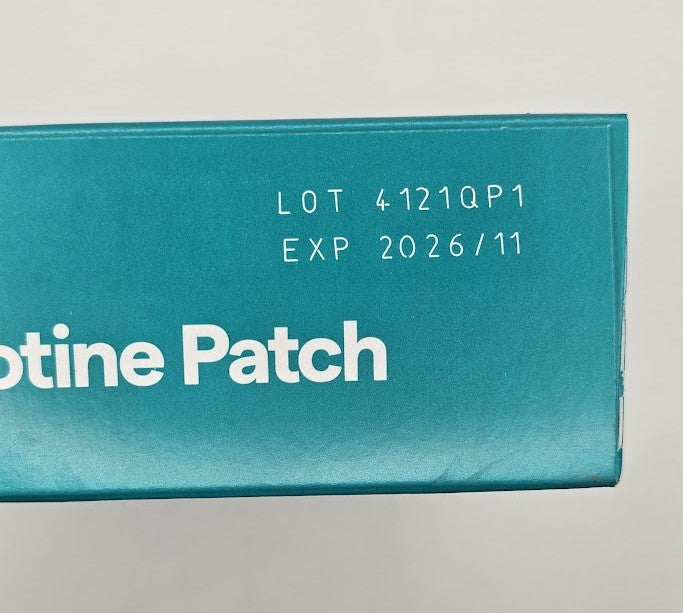 LOT 4121QP1
EXP 2026/11
otine Patch